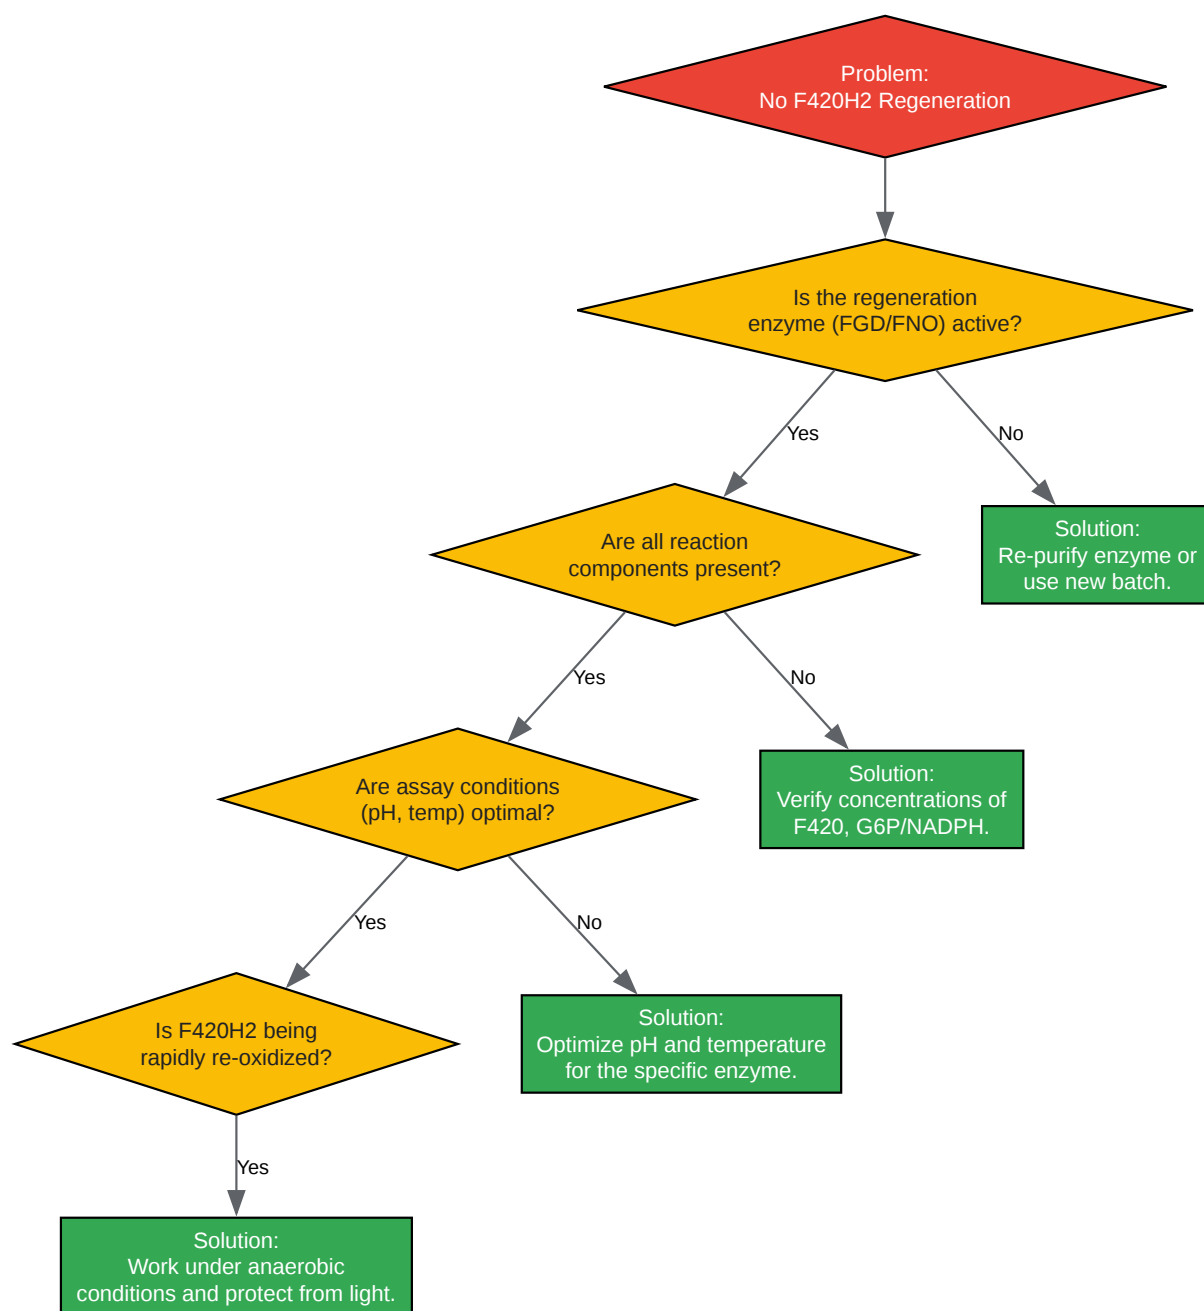 Problem:
No F420H2 Regeneration
Is the regeneration
enzyme (FGD/FNO) active?
Yes
No
Are all reaction
components present?
Solution:
Re-purify enzyme or
use new batch.
Yes
No
Are assay conditions
(pH, temp) optimal?
Solution:
Verify concentrations of
F420, G6P/NADPH.
Yes
No
Is F420H2 being
rapidly re-oxidized?
Solution:
Optimize pH and temperature
for the specific enzyme.
Yes
Solution:
Work under anaerobic
conditions and protect from light.